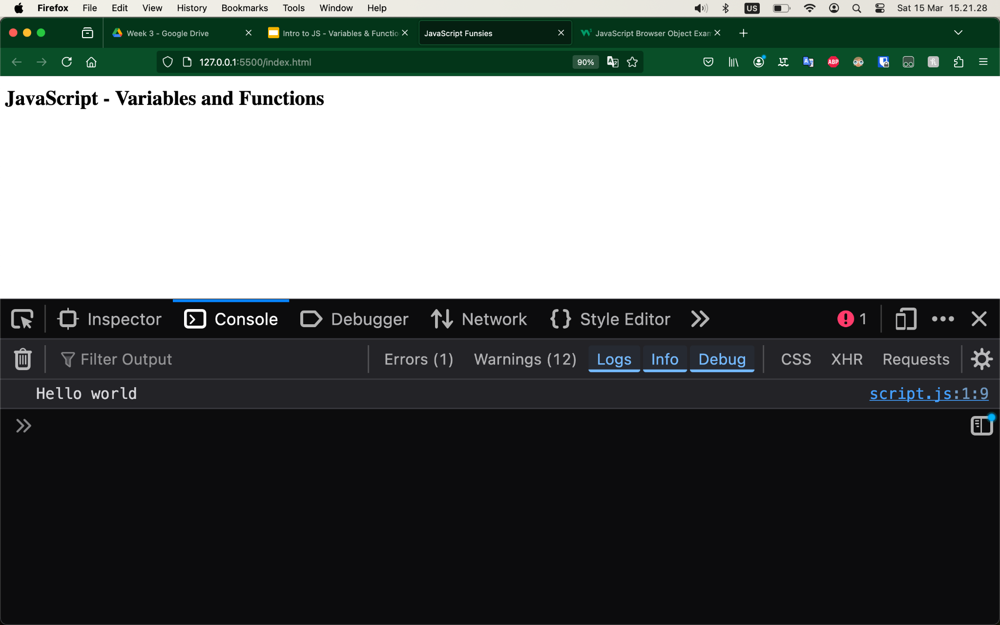 Firefox File Edit View History Bookmarks Tools Window Help US Sat 15 Mar 15.21.28
Week 3 - Google Drive Intro to JS - Variables & Functio JavaScript Funsies JavaScript Browser Object Exam
127.0.0.1:5500/index.html 90% LT ABP
JavaScript - Variables and Functions
Inspector Console Debugger Network Style Editor 1
Filter Output Errors (1) Warnings (12) Logs Info Debug CSS XHR Requests
Hello world script.js:1:9